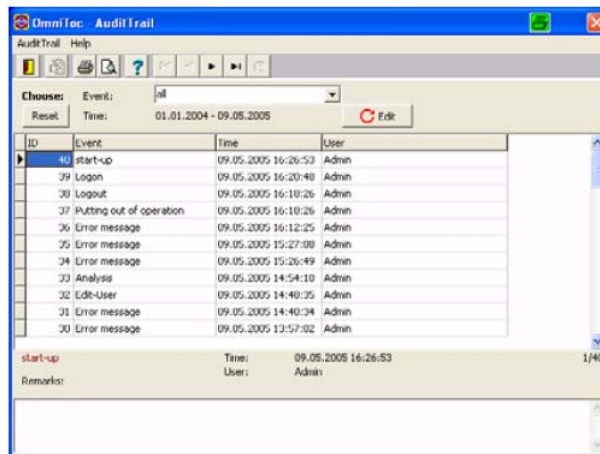 OmniToc - AuditTrail
AuditTrail Help
Choose: Event: all
Reset Time: 01.01.2004 - 09.05.2005 Edit
ID Event Time User
40 start-up 09.05.2005 16:26:53 Admin
39 Logon 09.05.2005 16:20:40 Admin
38 Logout 09.05.2005 16:18:26 Admin
37 Putting out of operation 09.05.2005 16:18:26 Admin
36 Error message 09.05.2005 16:12:25 Admin
35 Error message 09.05.2005 15:27:08 Admin
34 Error message 09.05.2005 15:26:49 Admin
33 Analysis 09.05.2005 14:54:18 Admin
32 Edit-User 09.05.2005 14:40:35 Admin
31 Error message 09.05.2005 14:40:34 Admin
30 Error message 09.05.2005 13:57:02 Admin
start-up Time: 09.05.2005 16:26:53 1/40
User: Admin
Remarks: